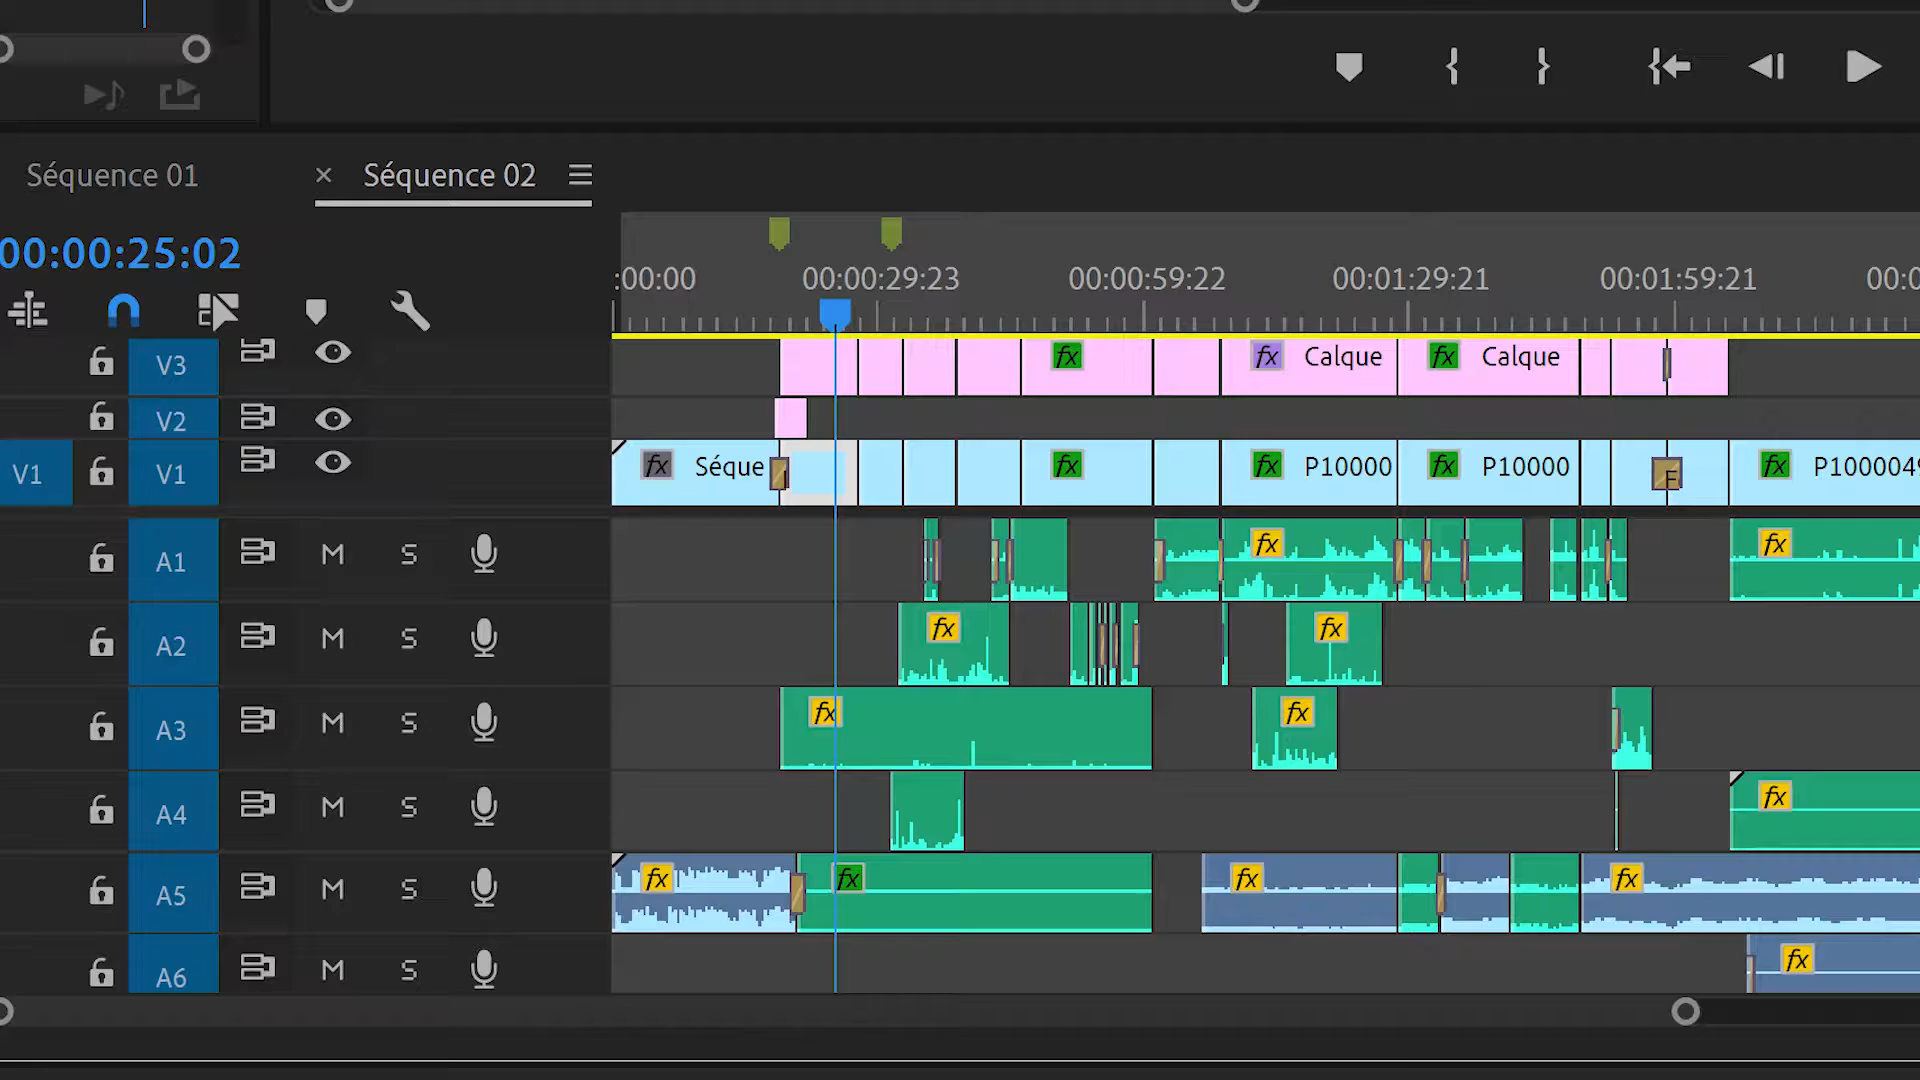 Séquence 01
× Séquence 02
00:00:25:02
:00:00 00:00:29:23 00:00:59:22 00:01:29:21 00:01:59:21 00:0
V3 fx fx Calque fx Calque
V2
V1 V1 fx Séque fx fx P10000 fx P10000 F fx P1000049
A1 M S fx fx
A2 M S fx fx
A3 M S fx fx
A4 M S fx
A5 M S fx fx fx fx
A6 M S fx